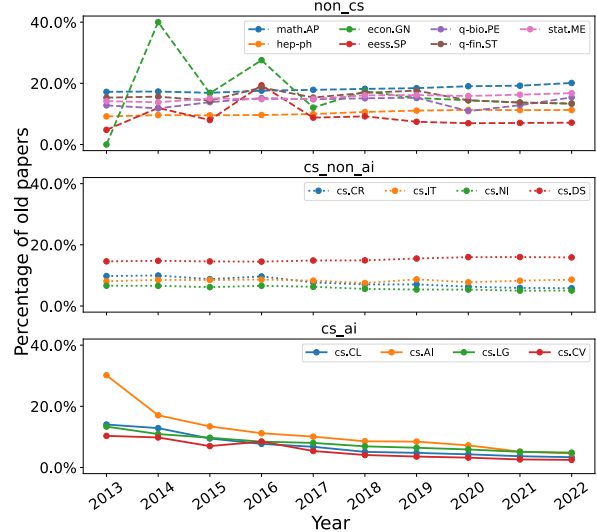 non_cs
math.AP econ.GN q-bio.PE stat.ME
hep-ph eess.SP q-fin.ST
40.0%
20.0%
0.0%
cs_non_ai
cs.CR cs.IT cs.NI cs.DS
40.0%
20.0%
0.0%
cs_ai
cs.CL cs.AI cs.LG cs.CV
40.0%
20.0%
0.0%
Percentage of old papers
2013 2014 2015 2016 2017 2018 2019 2020 2021 2022
Year